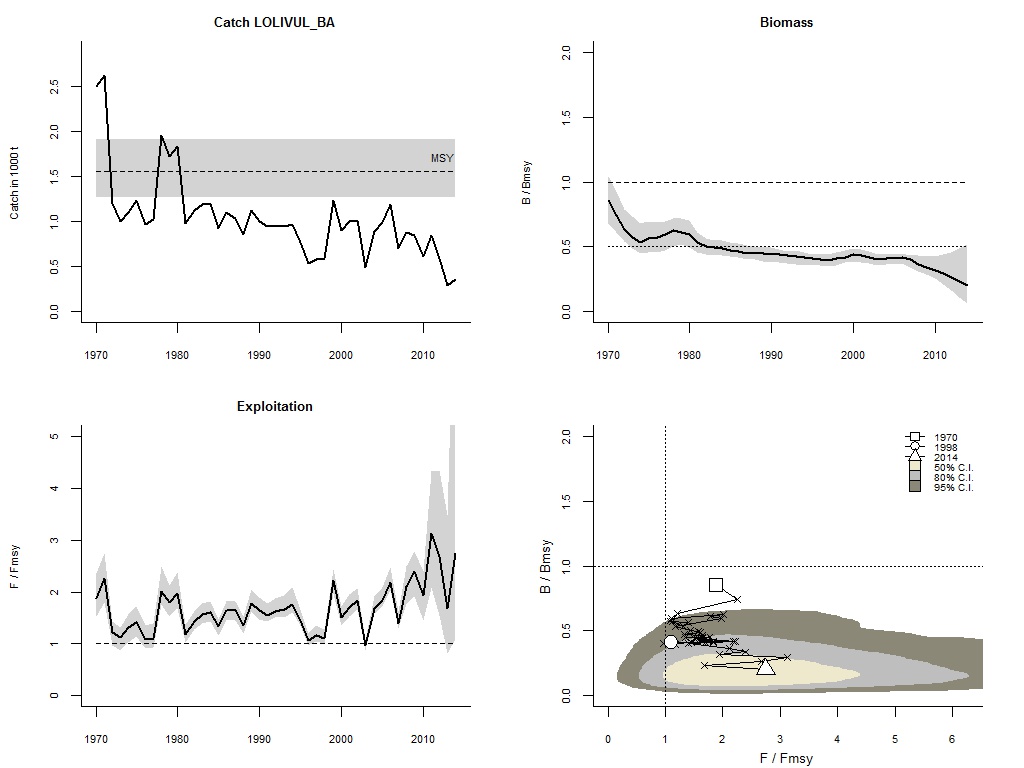 Catch LOLIVUL_BA
Catch in 1000 t
0.0 0.5 1.0 1.5 2.0 2.5
MSY
1970 1980 1990 2000 2010
Biomass
B / Bmsy
0.0 0.5 1.0 1.5 2.0
1970 1980 1990 2000 2010
Exploitation
F / Fmsy
0 1 2 3 4 5
1970 1980 1990 2000 2010
B / Bmsy
0.0 0.5 1.0 1.5 2.0
1970
1998
2014
50% C.I.
80% C.I.
95% C.I.
0 1 2 3 4 5 6
F / Fmsy